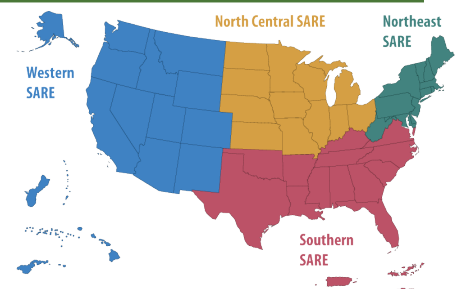 North Central SARE
Northeast
SARE
Western
SARE
Southern
SARE